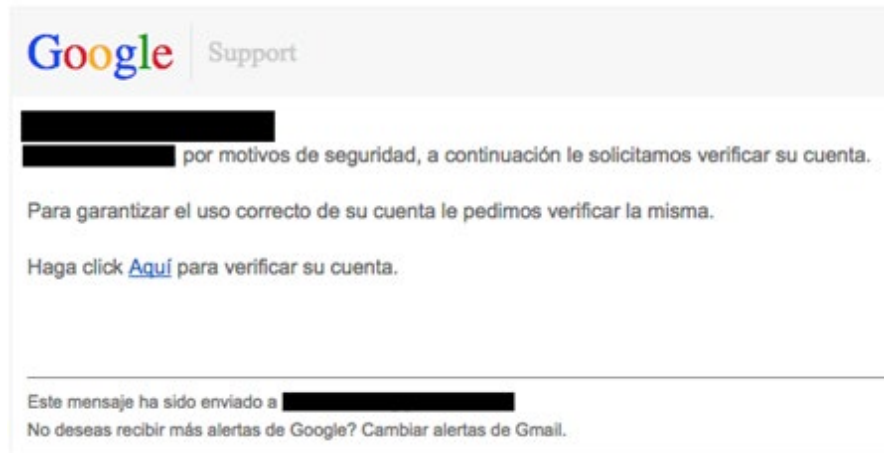 Google Support
por motivos de seguridad, a continuación le solicitamos verificar su cuenta.
Para garantizar el uso correcto de su cuenta le pedimos verificar la misma.
Haga click Aquí para verificar su cuenta.
Este mensaje ha sido enviado a
No deseas recibir más alertas de Google? Cambiar alertas de Gmail.